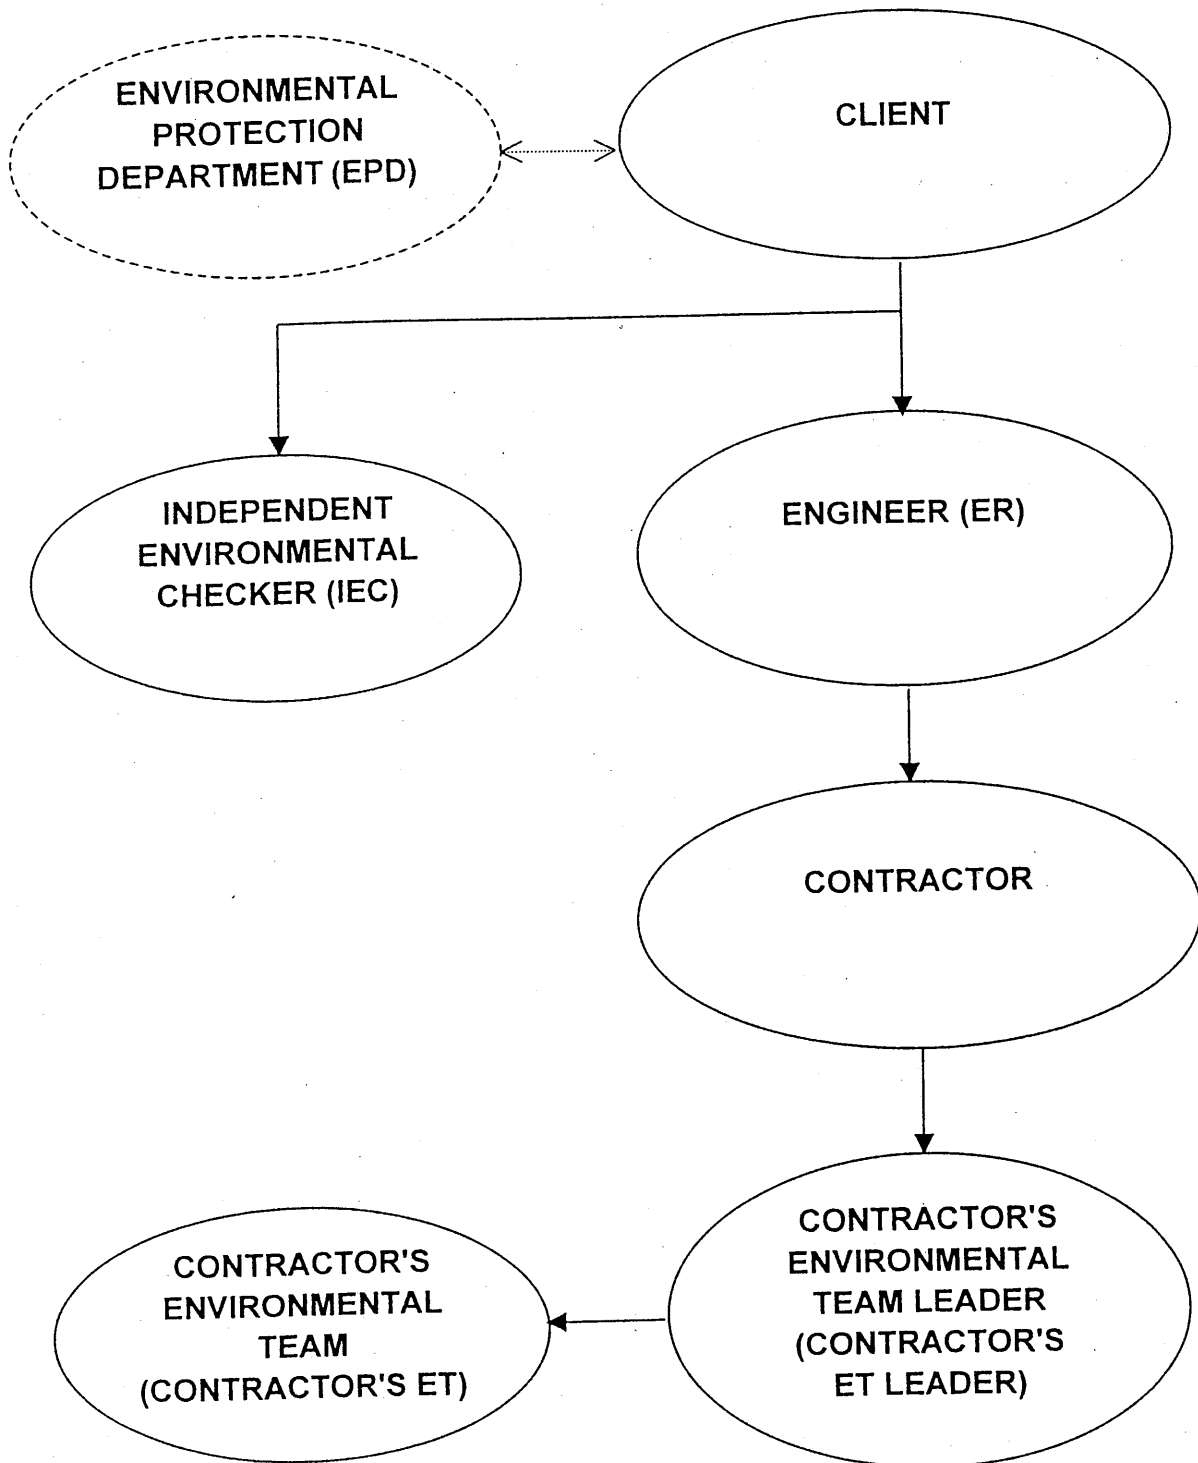 ENVIRONMENTAL
PROTECTION
DEPARTMENT (EPD)
CLIENT
INDEPENDENT
ENVIRONMENTAL
CHECKER (IEC)
ENGINEER (ER)
CONTRACTOR
CONTRACTOR'S
ENVIRONMENTAL
TEAM
(CONTRACTOR'S ET)
CONTRACTOR'S
ENVIRONMENTAL
TEAM LEADER
(CONTRACTOR'S
ET LEADER)